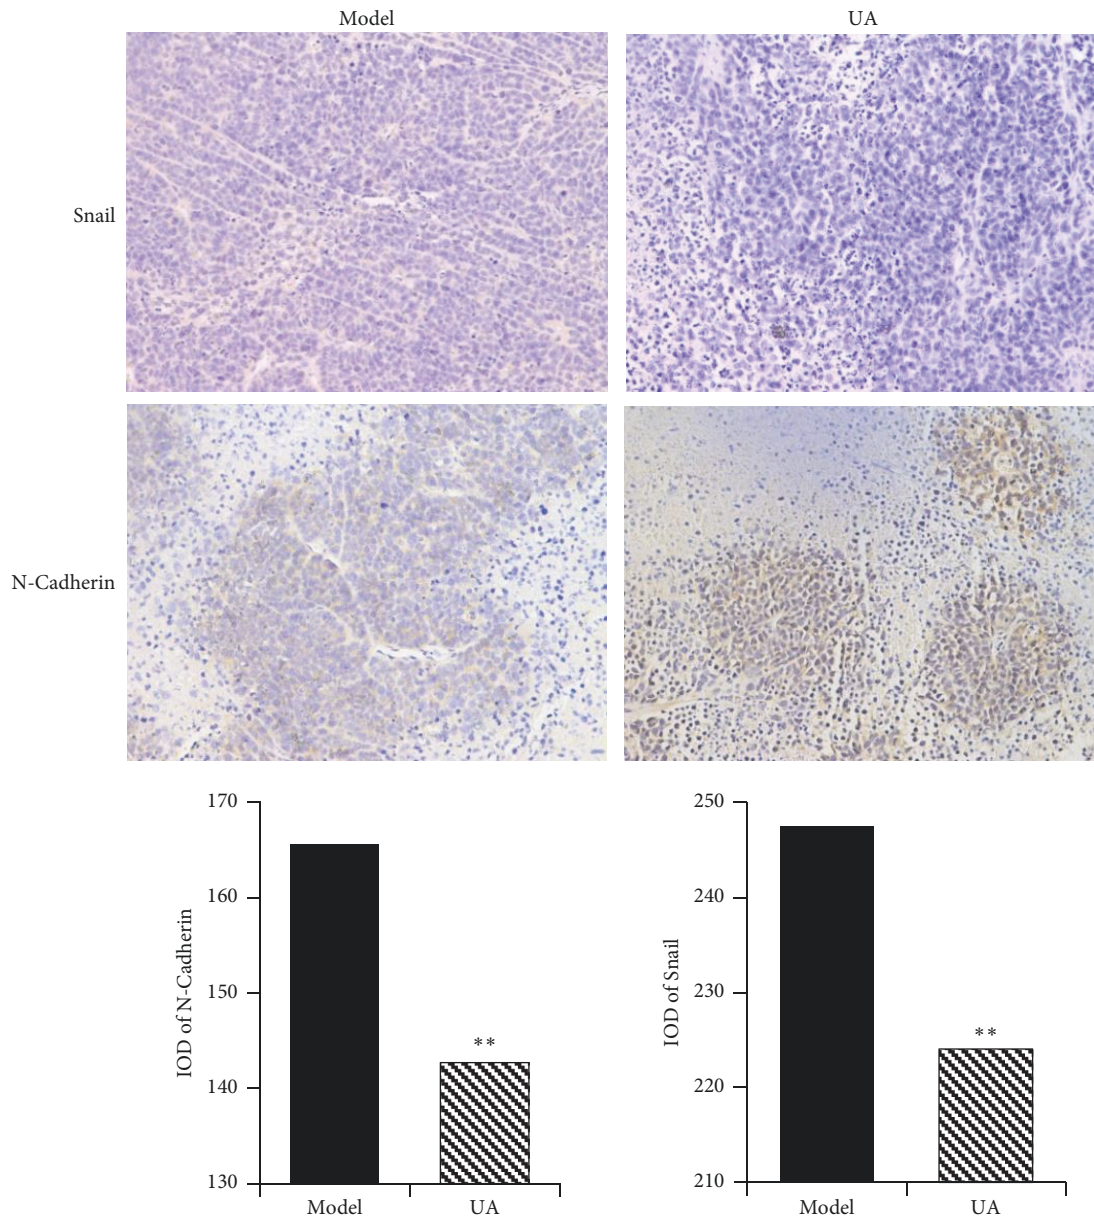 Model UA
Snail
N-Cadherin
170
160
150
140
130
IOD of N-Cadherin
**
Model UA
250
240
230
220
210
IOD of Snail
**
Model UA